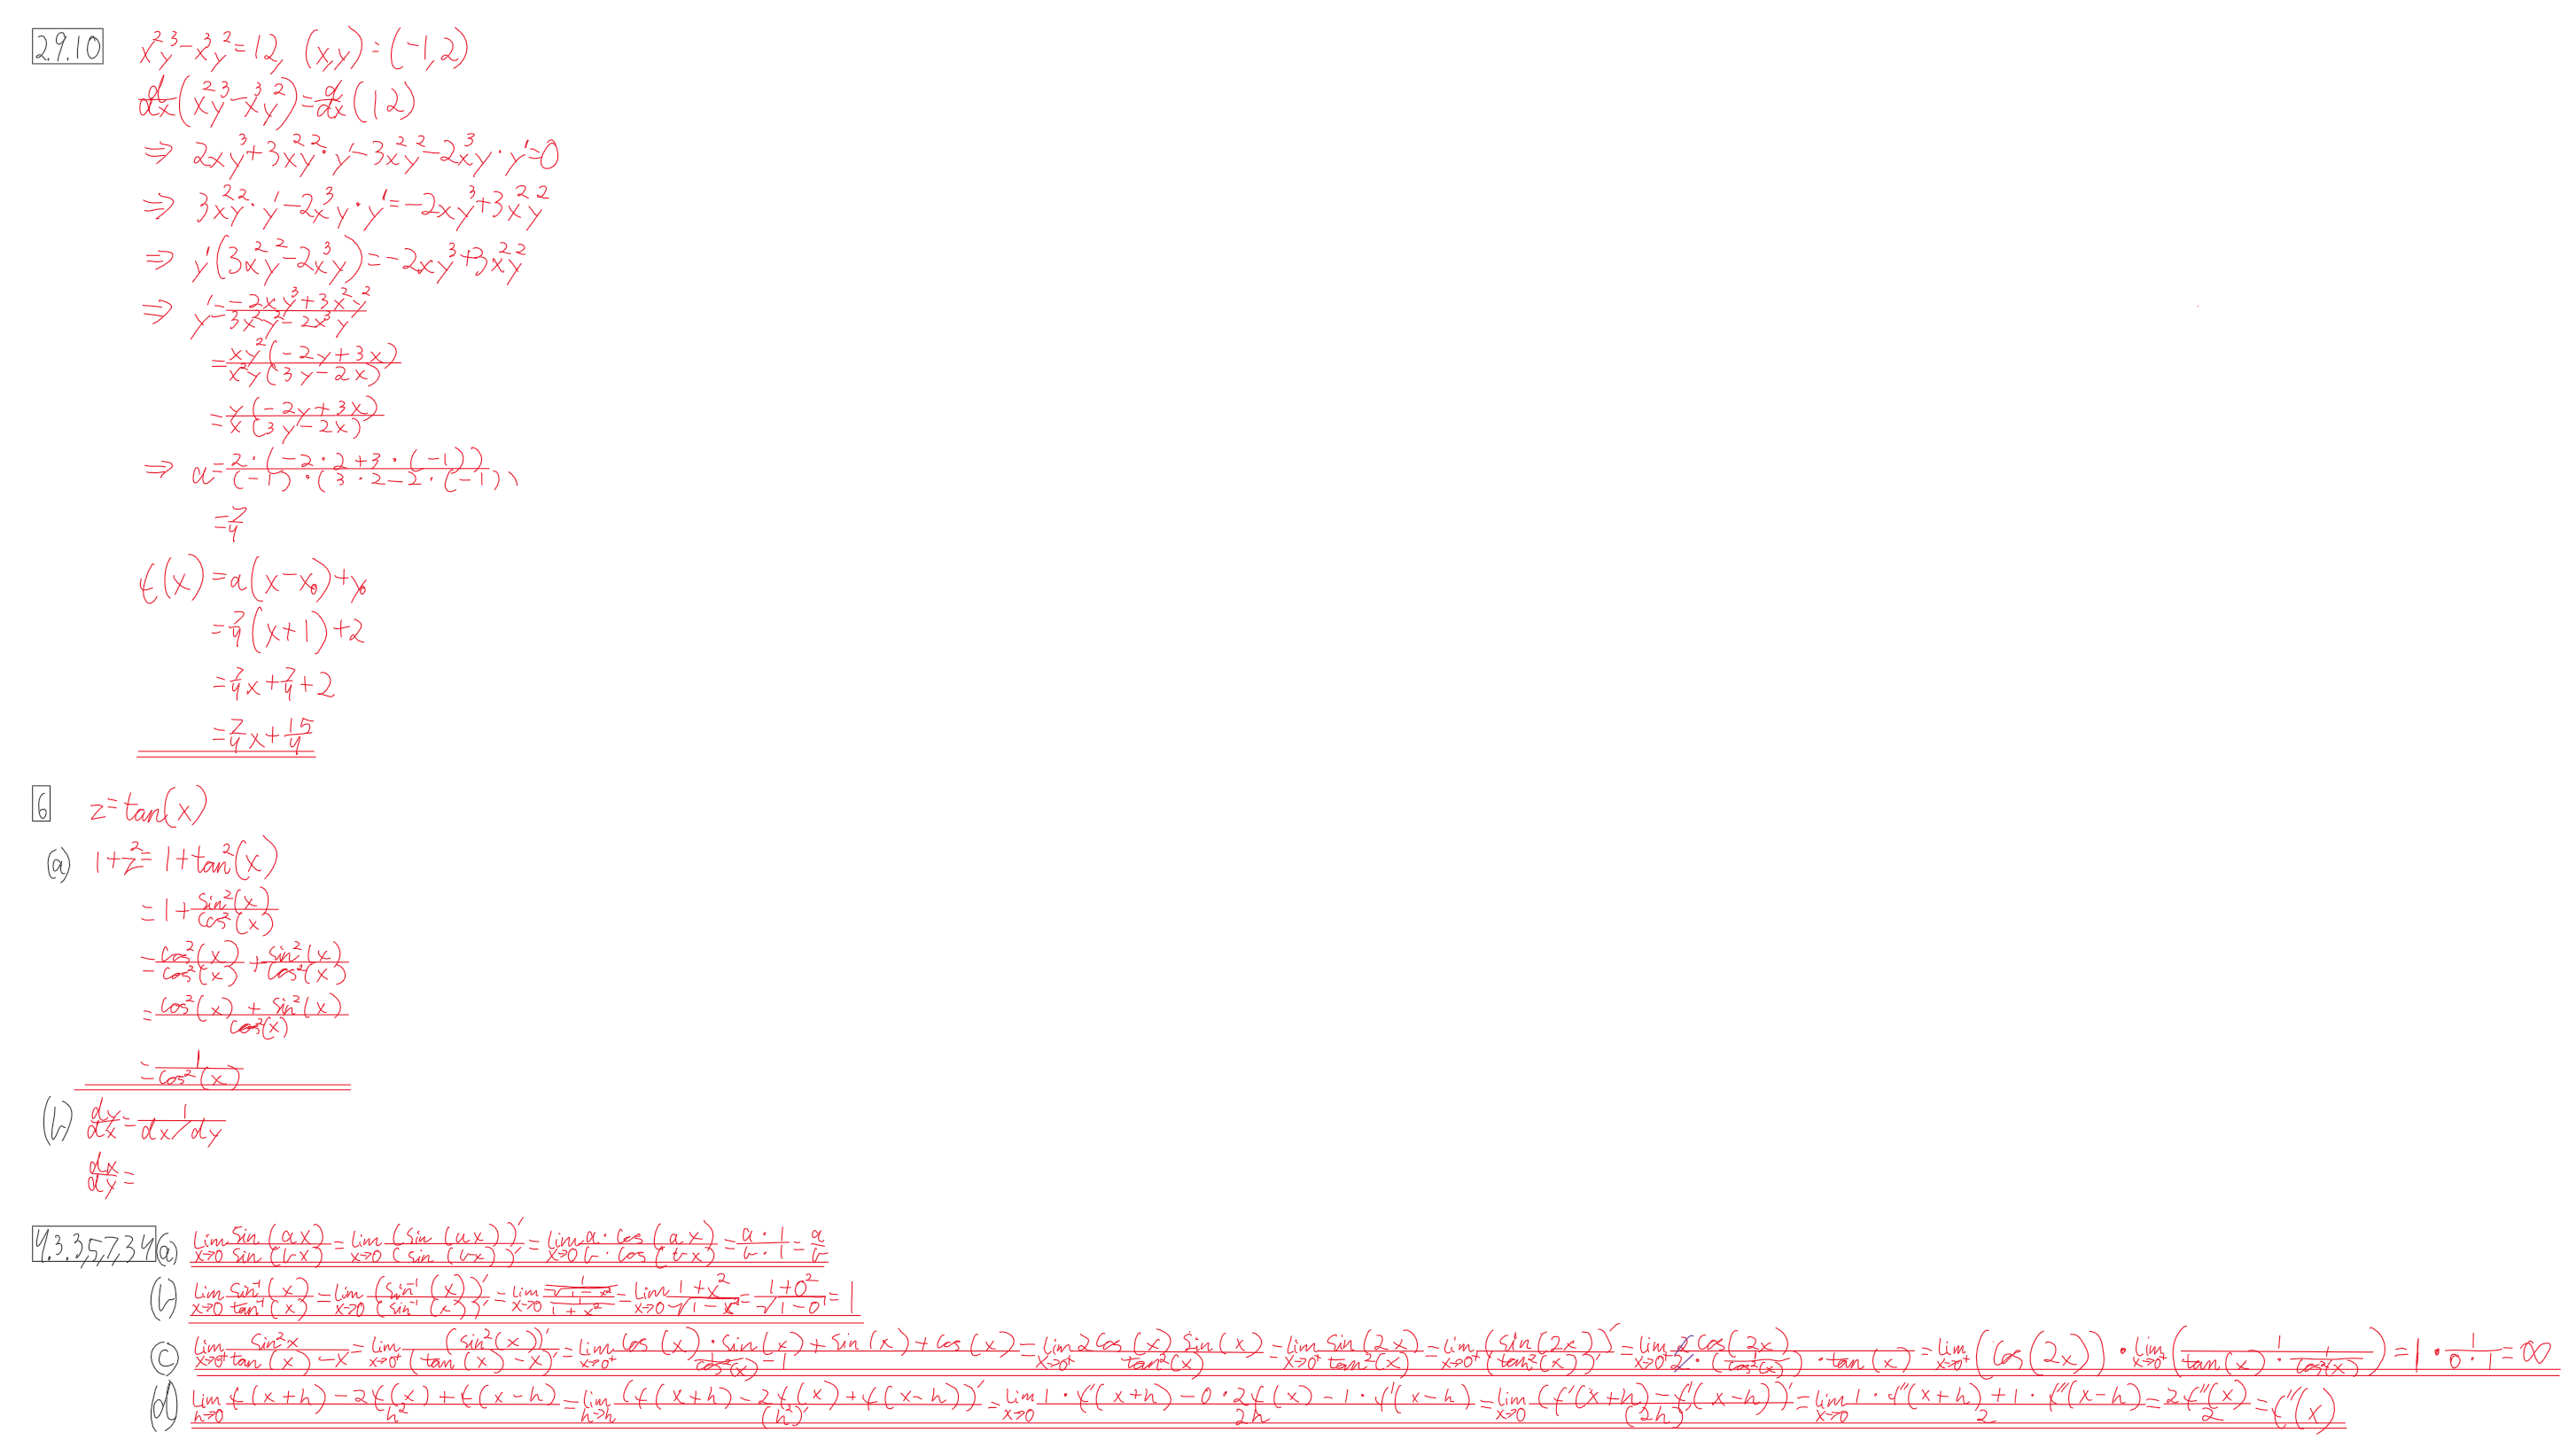 2.9.10 x²y³-x³y²=12, (x,y)=(-1,2)
d/dx(x²y³-x³y²)=d/dx(12)
⇒ 2xy³+3x²y²·y'-3x²y²-2x³y·y'=0
⇒ 3x²y²·y'-2x³y·y'=-2xy³+3x²y²
⇒ y'(3x²y²-2x³y)=-2xy³+3x²y²
⇒ y'=(-2xy³+3x²y²)/(3x²y²-2x³y)
=(xy²(-2y+3x))/(x²y(3y-2x))
=(y(-2y+3x))/(x(3y-2x))
⇒ a=(2·(-2·2+3·(-1)))/((-1)·(3·2-2·(-1)))
=7/4
f(x)=a(x-x₀)+y₀
=7/4(x+1)+2
=7/4x+7/4+2
=7/4x+15/4
6 z=tan(x)
(a) 1+z²=1+tan²(x)
=1+sin²(x)/cos²(x)
=cos²(x)/cos²(x)+sin²(x)/cos²(x)
=(cos²(x)+sin²(x))/cos²(x)
=1/cos²(x)
(b) dy/dx=1/(dx/dy)
dx/dy=
4.3.3,5,7,34 (a) lim x→0 sin(ax)/sin(bx)=lim x→0 (sin(ax))'/(sin(bx))'=lim x→0 (a·cos(ax))/(b·cos(bx))=(a·1)/(b·1)=a/b
(b) lim x→0 sin⁻¹(x)/tan⁻¹(x)=lim x→0 (sin⁻¹(x))'/(sin⁻¹(x))'=lim x→0 (1/√(1-x²))/(1/(1+x²))=lim x→0 (1+x²)/√(1-x²)=(1+0²)/√(1-0)=1
(c) lim x→0⁺ sin²x/(tan(x)-x)=lim x→0⁺ (sin²(x))'/(tan(x)-x)'=lim x→0⁺ (cos(x)·sin(x)+sin(x)+cos(x))/(1/cos²(x)-1)=lim x→0⁺ (2cos(x)sin(x))/tan²(x)=lim x→0⁺ sin(2x)/tan²(x)=lim x→0⁺ (sin(2x))'/(tan²(x))'=lim x→0⁺ (2cos(2x))/(2·(1/cos²(x))·tan(x))=lim x→0⁺(cos(2x))·lim x→0⁺(1/(tan(x)·1/cos²(x)))=1·1/(0·1)=∞
(d) lim h→0 (f(x+h)-2f(x)+f(x-h))/h²=lim h→h (f(x+h)-2f(x)+f(x-h))'/(h²)'=lim x→0 (1·f'(x+h)-0·2f(x)-1·f'(x-h))/2h=lim x→0 (f'(x+h)-f'(x-h))'/(2h)'=lim x→0 (1·f''(x+h)+1·f''(x-h))/2=2f''(x)/2=f''(x)